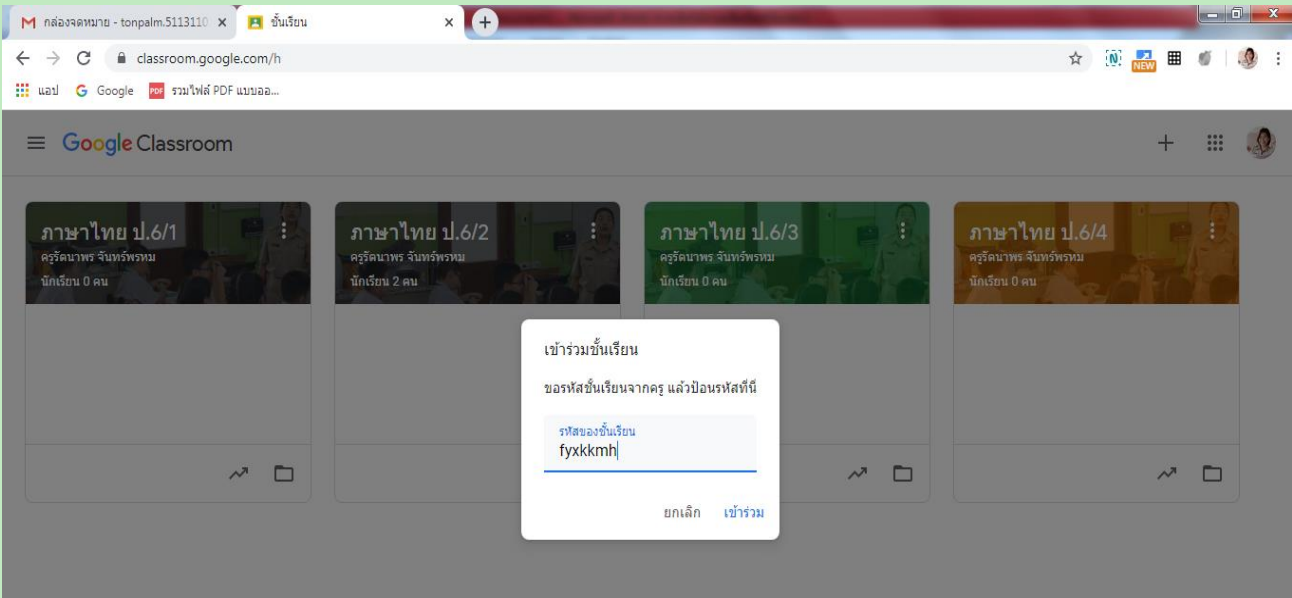 กล่องจดหมาย - tonpalm.5113110
ชั้นเรียน
classroom.google.com/h
NEW
แอป
Google
PDF
รวมไฟล์ PDF แบบออ...
Google Classroom
ภาษาไทย ป.6/1
ครูรัตนาพร จันทร์พรหม
นักเรียน 0 คน
ภาษาไทย ป.6/2
ครูรัตนาพร จันทร์พรหม
นักเรียน 2 คน
ภาษาไทย ป.6/3
ครูรัตนาพร จันทร์พรหม
นักเรียน 0 คน
ภาษาไทย ป.6/4
ครูรัตนาพร จันทร์พรหม
นักเรียน 0 คน
เข้าร่วมชั้นเรียน
ขอรหัสชั้นเรียนจากครู แล้วป้อนรหัสที่นี่
รหัสของชั้นเรียน
fyxkkmh
ยกเลิก
เข้าร่วม